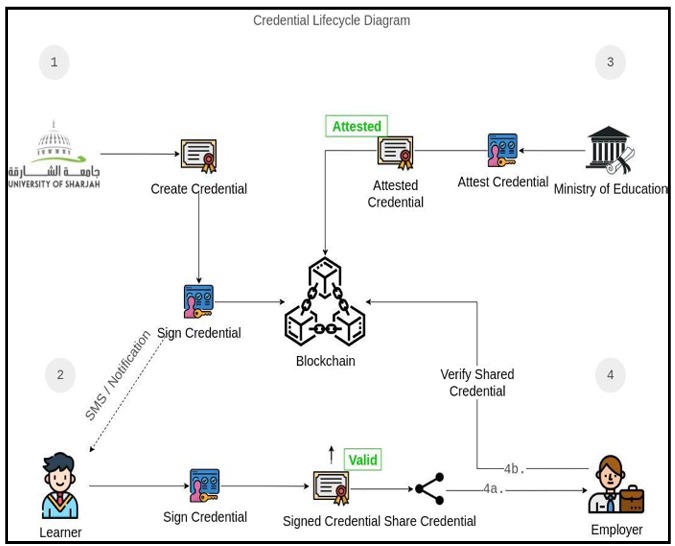 Credential Lifecycle Diagram
1
3
جامعـة الشـــارقة
UNIVERSITY OF SHARJAH
Create Credential
Attested
Attested
Credential
Attest Credential
Ministry of Education
Sign Credential
Blockchain
SMS / Notification
2
4
Verify Shared
Credential
Valid
4b.
4a.
Learner
Sign Credential
Signed Credential
Share Credential
Employer